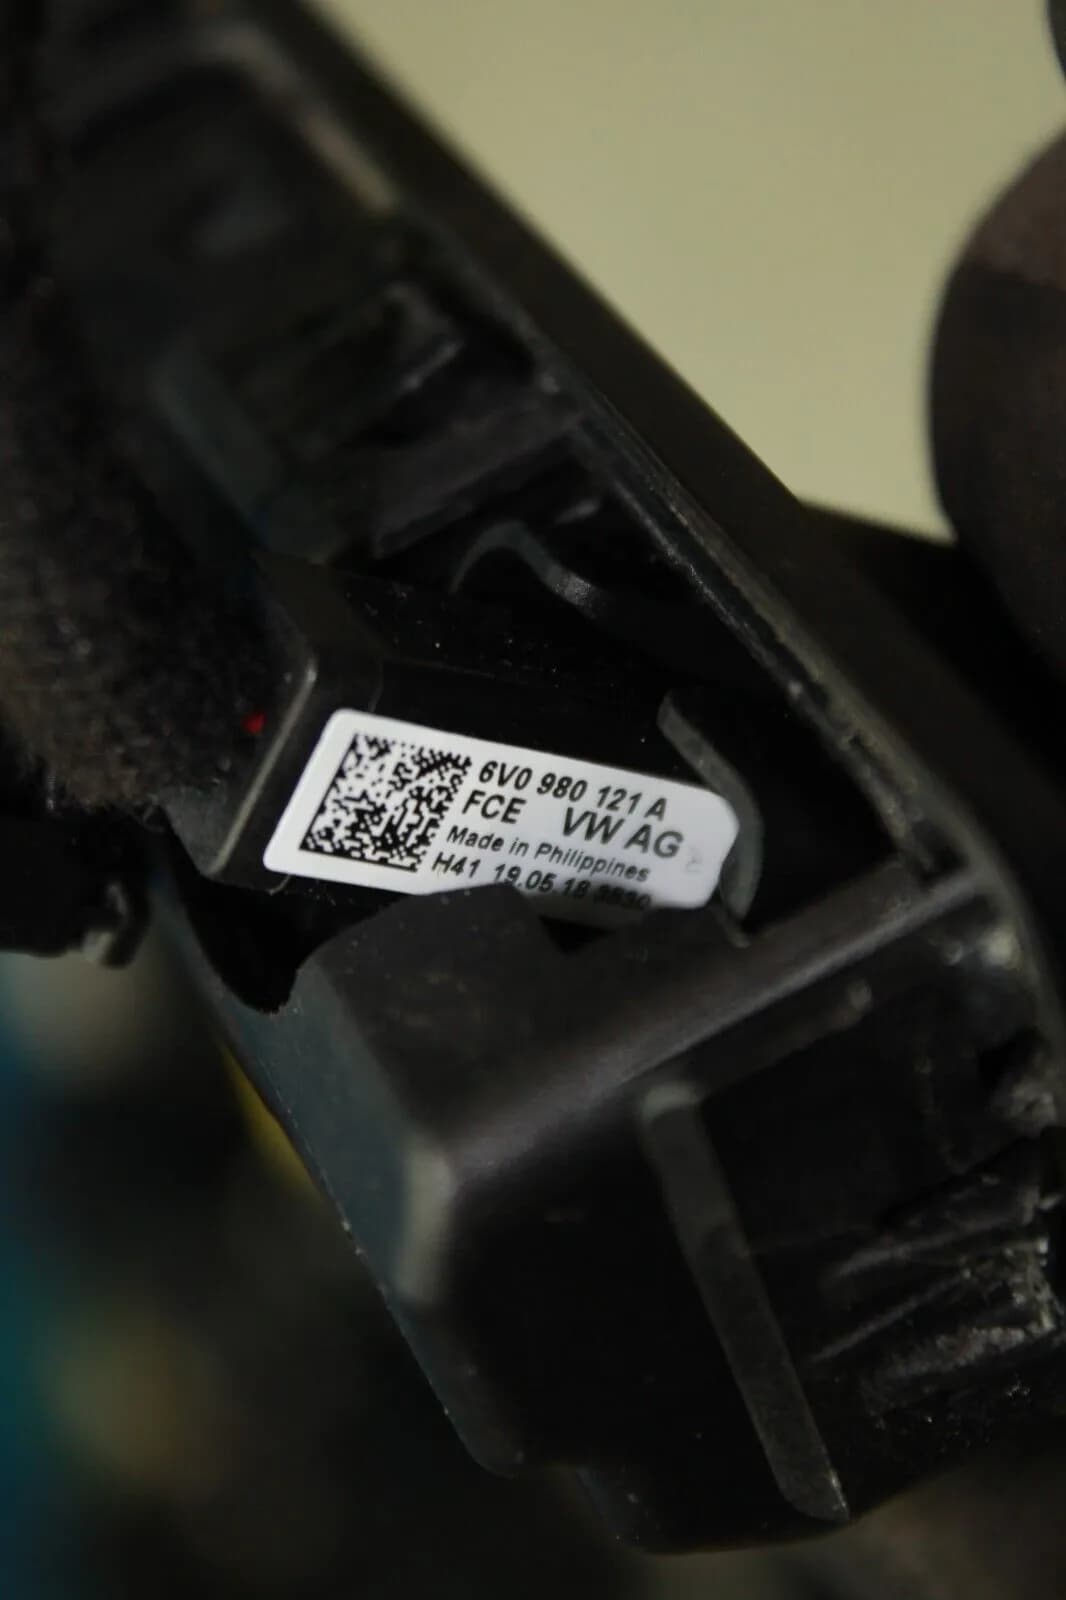 6V0 980 121 A
FCE VW AG
Made in Philippines
H41 19.05.18